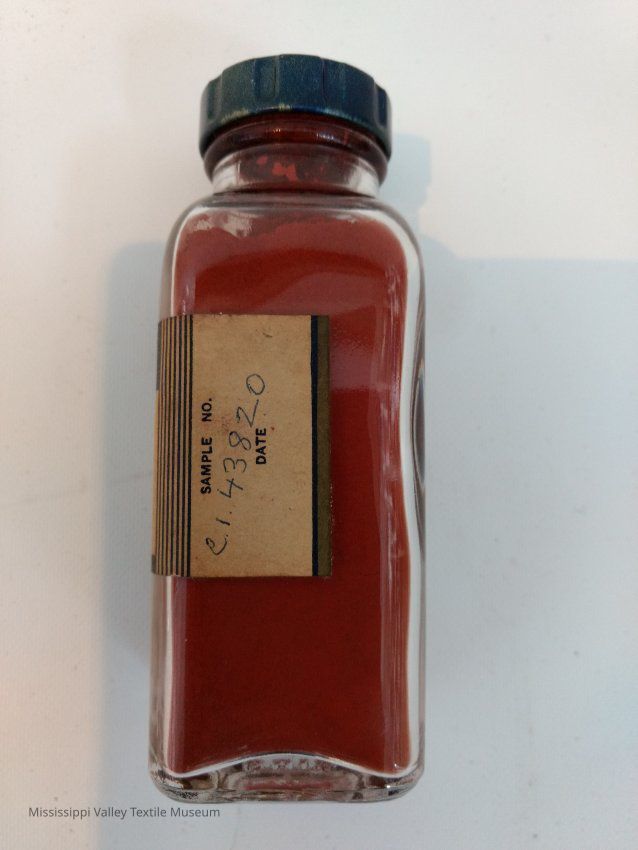 SAMPLE NO.
C.I. 43820
DATE
Mississippi Valley Textile Museum